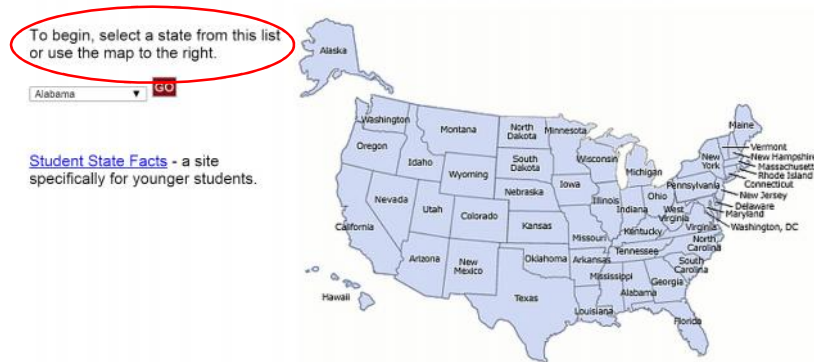 To begin, select a state from this list
or use the map to the right.
Alabama
GO
Student State Facts - a site
specifically for younger students.
Alaska
Washington
Oregon
California
Idaho
Nevada
Montana
Wyoming
Utah
Arizona
Colorado
New
Mexico
North
Dakota
South
Dakota
Nebraska
Kansas
Oklahoma
Texas
Minnesota
Iowa
Missouri
Arkansas
Louisiana
Wisconsin
Illinois
Michigan
Indiana
Ohio
Kentucky
Tennessee
Mississippi
Alabama
Georgia
Florida
South
Carolina
North
Carolina
Virginia
West
Virginia
Pennsylvania
New
York
Maine
Vermont
New Hampshire
Massachusett
Rhode Island
Connecticut
New Jersey
Delaware
Maryland
Washington, DC
Hawaii